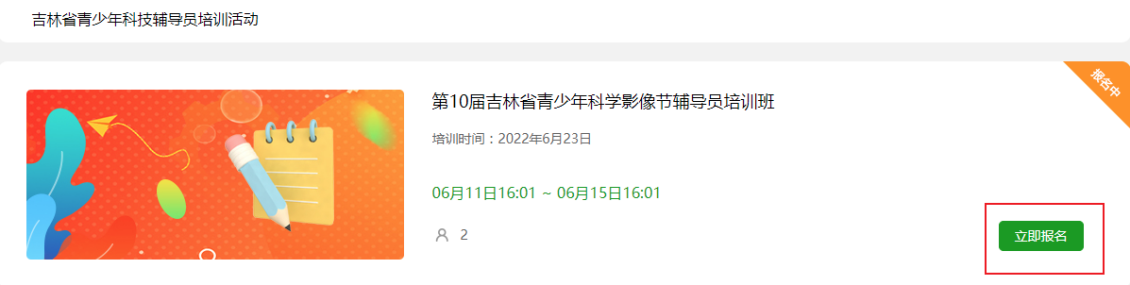 吉林省青少年科技辅导员培训活动
报名中
第10届吉林省青少年科学影像节辅导员培训班
培训时间：2022年6月23日
06月11日16:01 ~ 06月15日16:01
2
立即报名